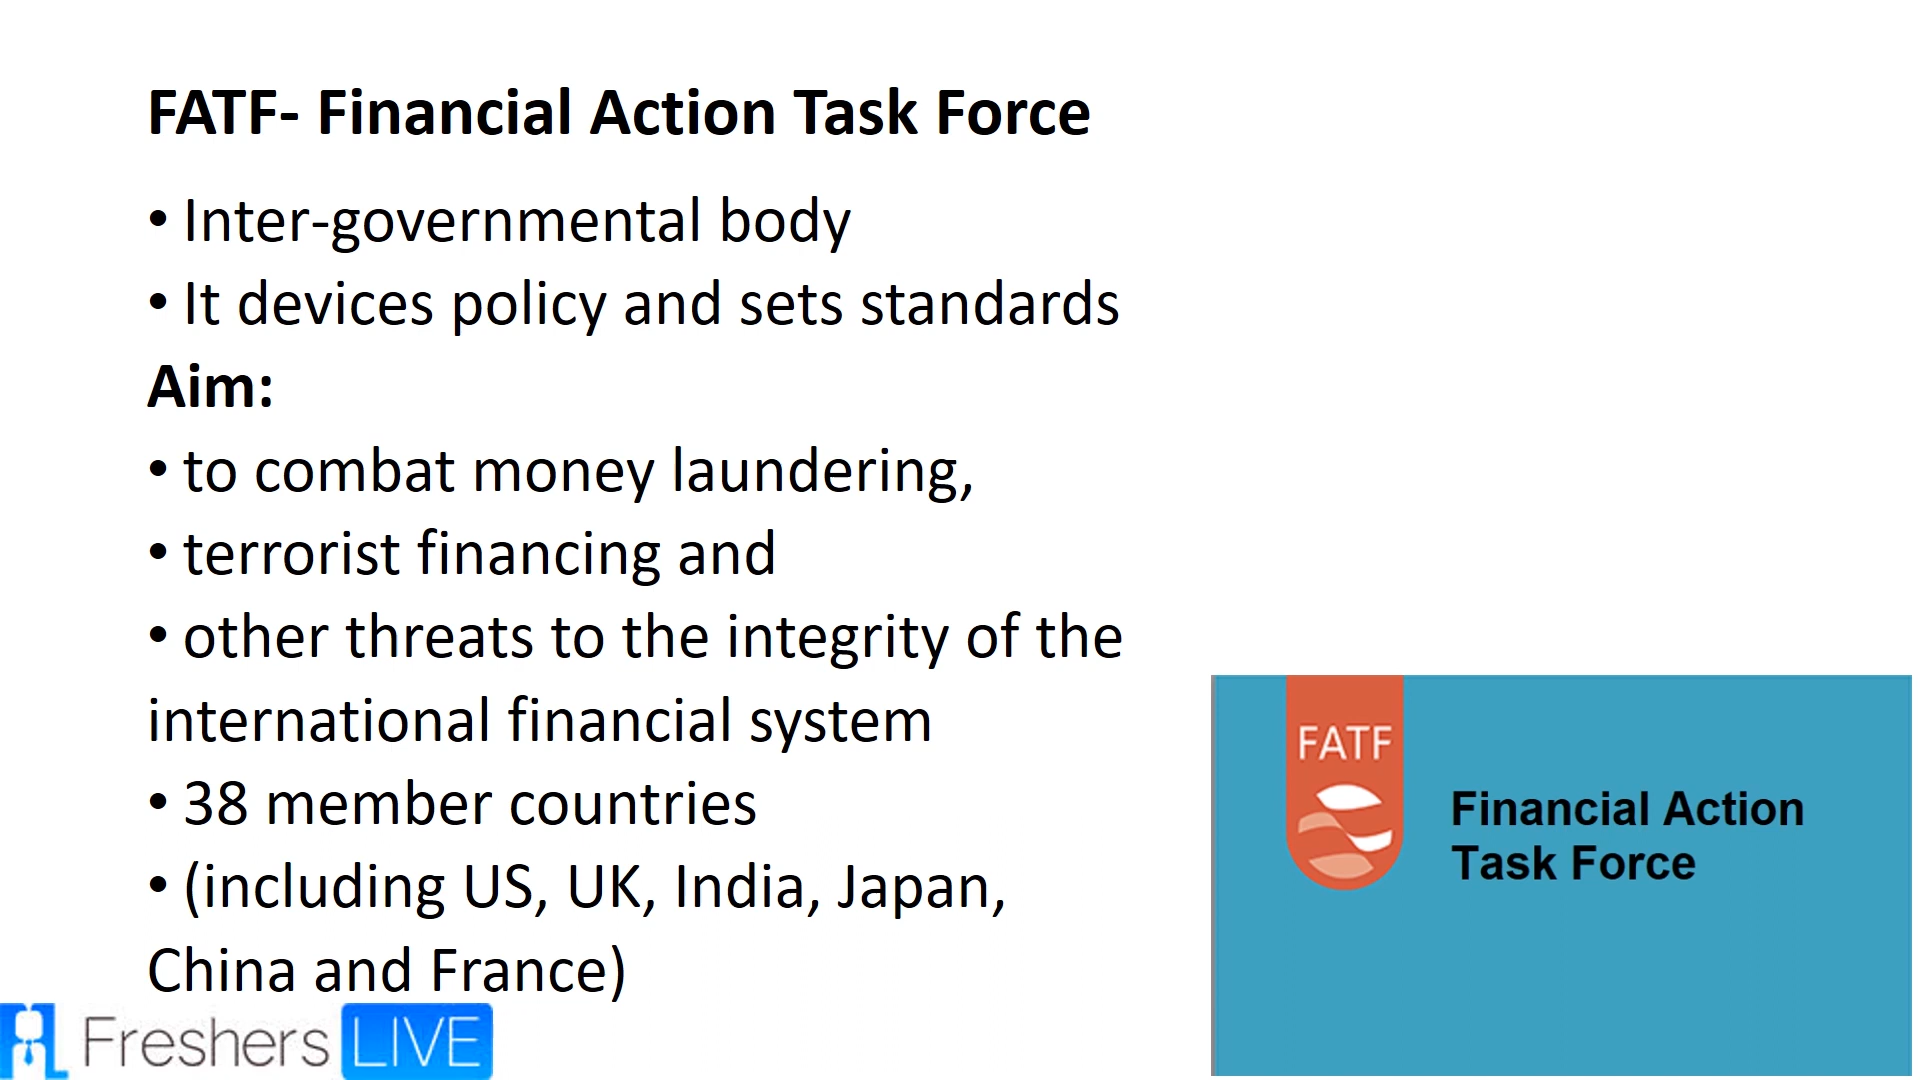 FATF- Financial Action Task Force
• Inter-governmental body
• It devices policy and sets standards
Aim:
• to combat money laundering,
• terrorist financing and
• other threats to the integrity of the
international financial system
• 38 member countries
• (including US, UK, India, Japan,
China and France)
FATF
Financial Action
Task Force
Freshers LIVE